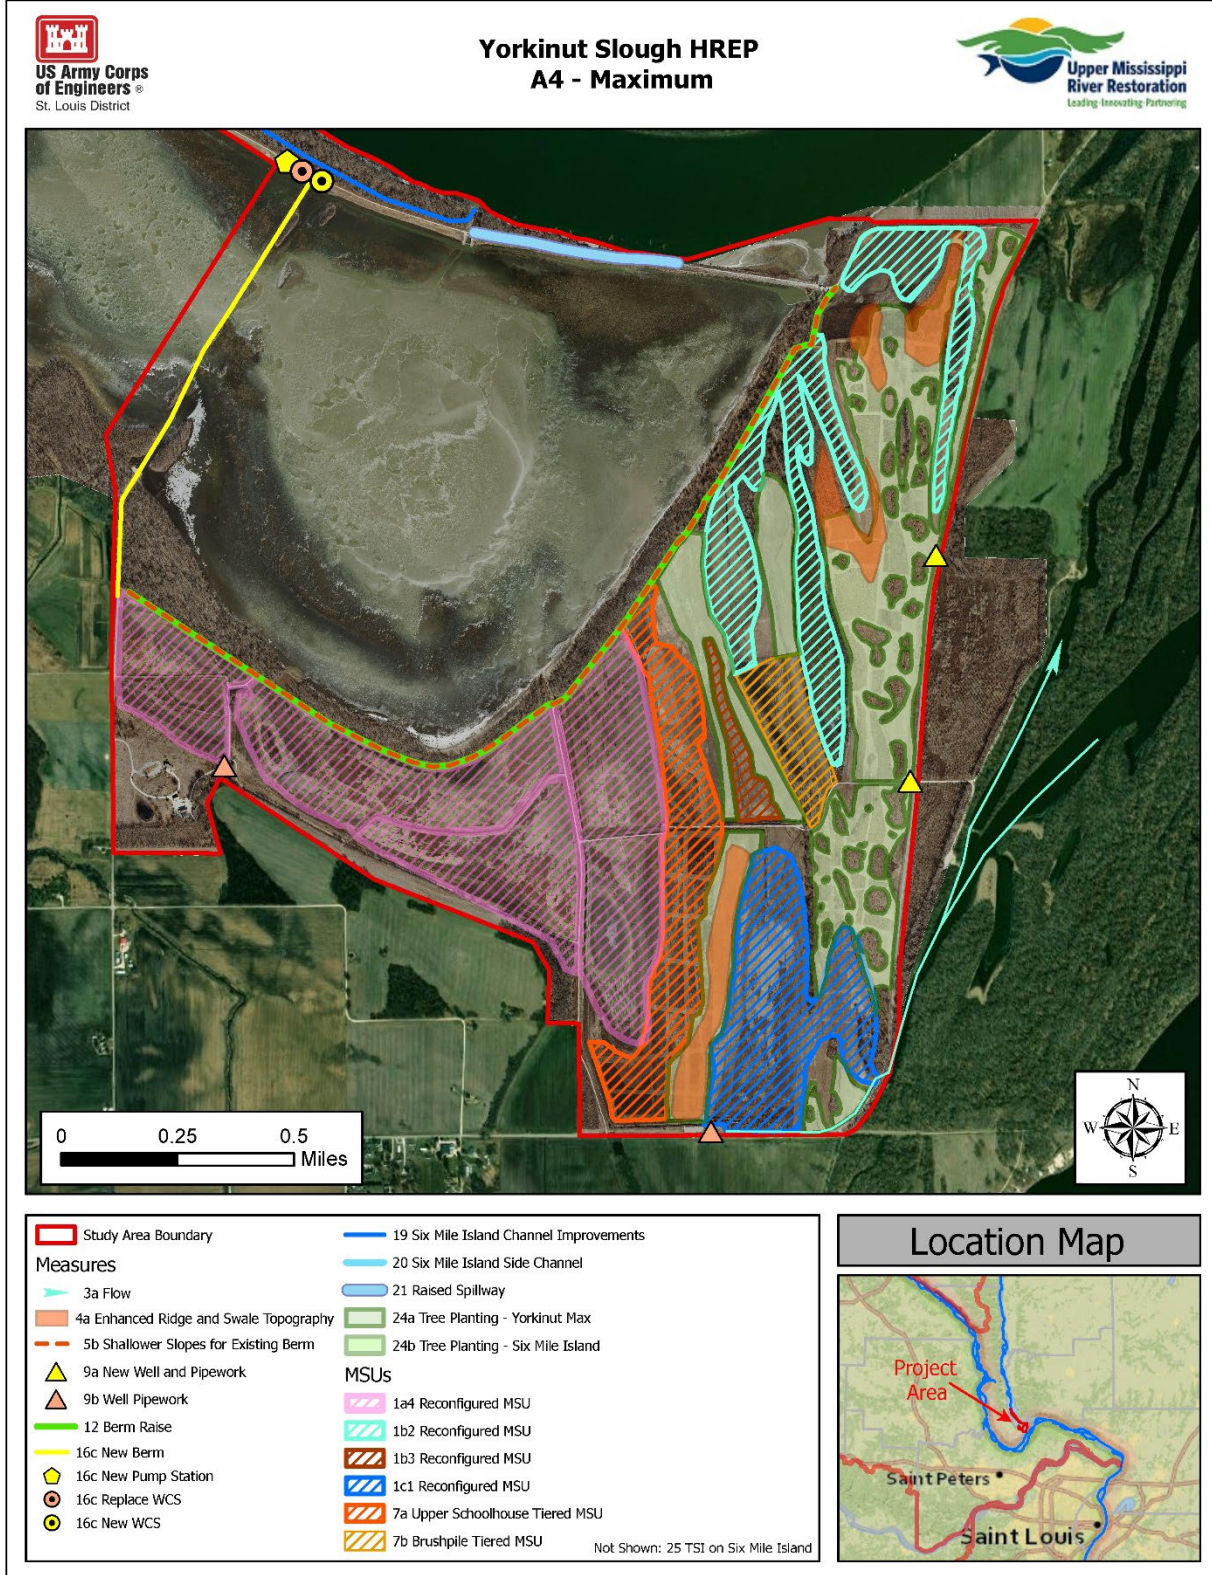 US Army Corps
of Engineers ®
St. Louis District
Yorkinut Slough HREP
A4 - Maximum
Upper Mississippi
River Restoration
Leading-Innovating-Partnering
0 0.25 0.5
Miles
N
W E
S
Study Area Boundary
Measures
3a Flow
4a Enhanced Ridge and Swale Topography
5b Shallower Slopes for Existing Berm
9a New Well and Pipework
9b Well Pipework
12 Berm Raise
16c New Berm
16c New Pump Station
16c Replace WCS
16c New WCS
19 Six Mile Island Channel Improvements
20 Six Mile Island Side Channel
21 Raised Spillway
24a Tree Planting - Yorkinut Max
24b Tree Planting - Six Mile Island
MSUs
1a4 Reconfigured MSU
1b2 Reconfigured MSU
1b3 Reconfigured MSU
1c1 Reconfigured MSU
7a Upper Schoolhouse Tiered MSU
7b Brushpile Tiered MSU
Not Shown: 25 TSI on Six Mile Island
Location Map
Project
Area
Saint Peters
Saint Louis